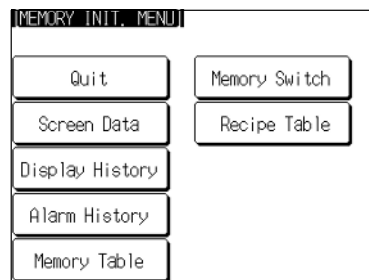 [MEMORY INIT. MENU]
Quit
Memory Switch
Screen Data
Recipe Table
Display History
Alarm History
Memory Table